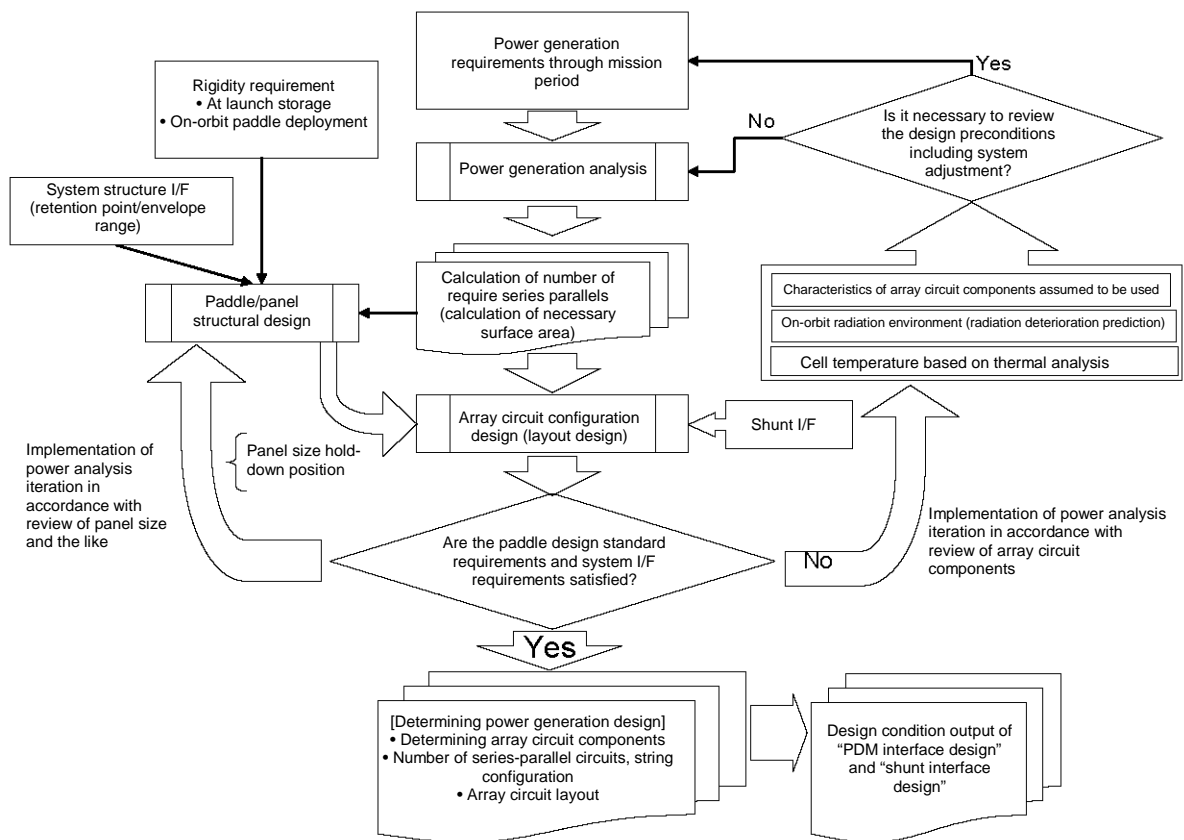 Power generation
requirements through mission
period
Yes
Rigidity requirement
• At launch storage
• On-orbit paddle deployment
Is it necessary to review
the design preconditions
including system
adjustment?
No
Power generation analysis
System structure I/F
(retention point/envelope
range)
Calculation of number of
require series parallels
(calculation of necessary
surface area)
Paddle/panel
structural design
Characteristics of array circuit components assumed to be used
On-orbit radiation environment (radiation deterioration prediction)
Cell temperature based on thermal analysis
Array circuit configuration
design (layout design)
Shunt I/F
Implementation of
power analysis
iteration in
accordance with
review of panel size
and the like
Panel size hold-
down position
Are the paddle design standard
requirements and system I/F
requirements satisfied?
No
Implementation of power analysis
iteration in accordance with
review of array circuit
components
Yes
[Determining power generation design]
• Determining array circuit components
• Number of series-parallel circuits, string
configuration
• Array circuit layout
Design condition output of
“PDM interface design”
and “shunt interface
design”